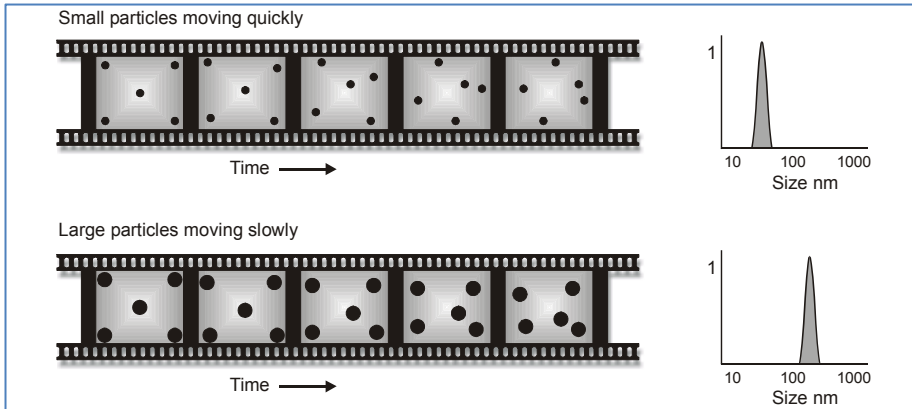 Small particles moving quickly
1
10 100 1000
Size nm
Time
Large particles moving slowly
1
10 100 1000
Size nm
Time